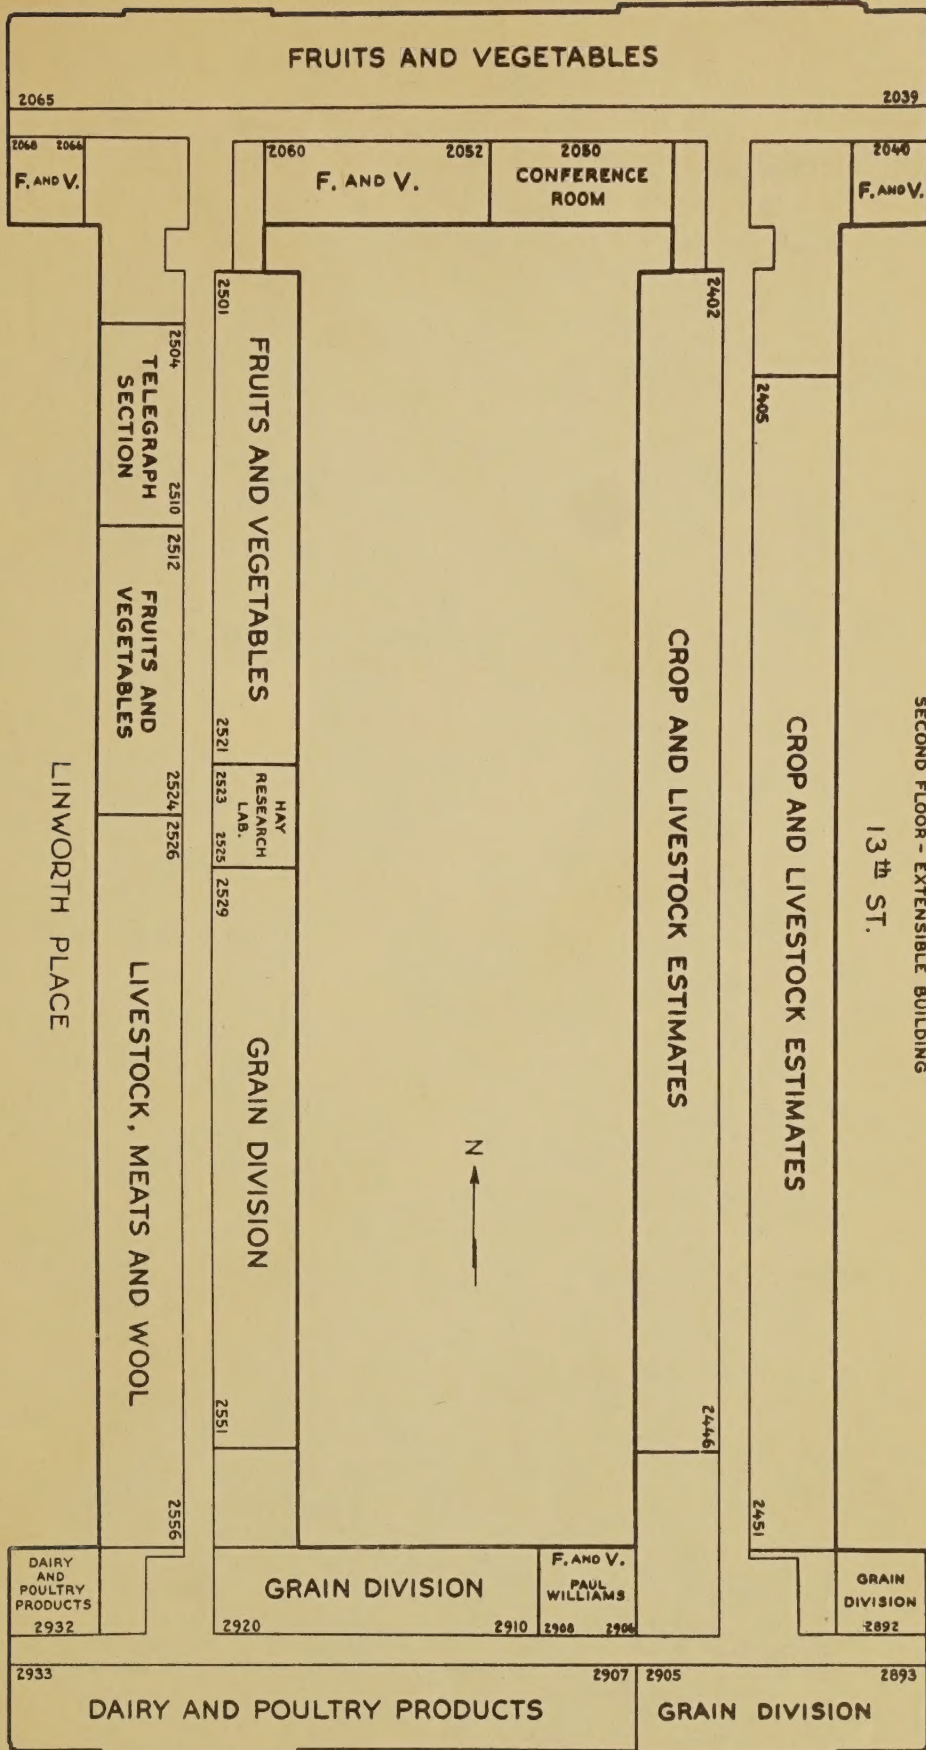 FRUITS AND VEGETABLES
2065
2039
2068 2066
F. AND V.
2060
2052
F. AND V.
2050
CONFERENCE
ROOM
2040
F. AND V.
2504
TELEGRAPH
SECTION
2510
2512
FRUITS AND
VEGETABLES
2524
2526
LIVESTOCK, MEATS AND WOOL
2556
2501
FRUITS AND VEGETABLES
2521
2523
HAY
RESEARCH
LAB.
2525
2529
GRAIN DIVISION
2551
2402
CROP AND LIVESTOCK ESTIMATES
2446
2405
CROP AND LIVESTOCK ESTIMATES
2451
LINWORTH PLACE
N
13th ST.
SECOND FLOOR - EXTENSIBLE BUILDING
DAIRY
AND
POULTRY
PRODUCTS
2932
GRAIN DIVISION
2920
2910
F. AND V.
PAUL
WILLIAMS
2908 2906
GRAIN
DIVISION
2892
2933
2907
DAIRY AND POULTRY PRODUCTS
2905
2893
GRAIN DIVISION